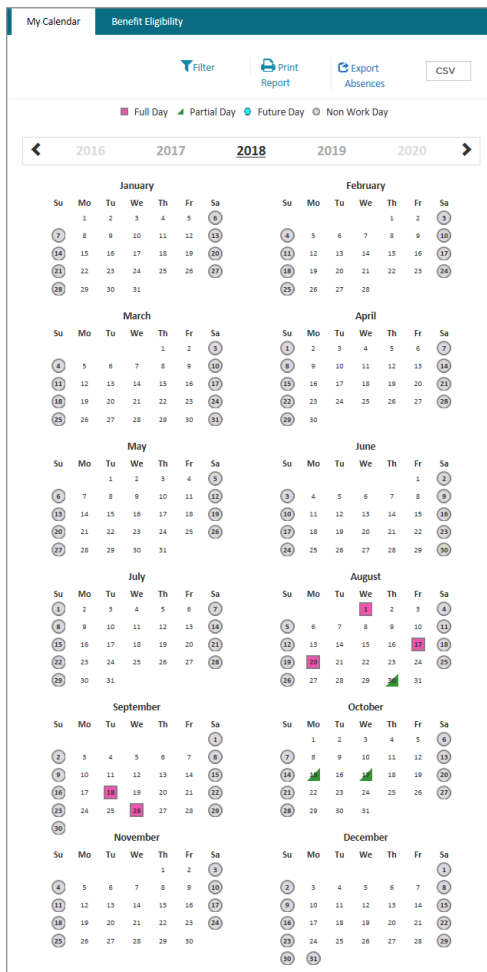 My Calendar Benefit Eligibility
Filter Print Report Export Absences CSV
Full Day Partial Day Future Day Non Work Day
2016 2017 2018 2019 2020
January February
Su Mo Tu We Th Fr Sa Su Mo Tu We Th Fr Sa
1 2 3 4 5 6 1 2 3
7 8 9 10 11 12 13 4 5 6 7 8 9 10
14 15 16 17 18 19 20 11 12 13 14 15 16 17
21 22 23 24 25 26 27 18 19 20 21 22 23 24
28 29 30 31 25 26 27 28
March April
Su Mo Tu We Th Fr Sa Su Mo Tu We Th Fr Sa
1 2 3 1 2 3 4 5 6 7
4 5 6 7 8 9 10 8 9 10 11 12 13 14
11 12 13 14 15 16 17 15 16 17 18 19 20 21
18 19 20 21 22 23 24 22 23 24 25 26 27 28
25 26 27 28 29 30 31 29 30
May June
Su Mo Tu We Th Fr Sa Su Mo Tu We Th Fr Sa
1 2 3 4 5 1 2
6 7 8 9 10 11 12 3 4 5 6 7 8 9
13 14 15 16 17 18 19 10 11 12 13 14 15 16
20 21 22 23 24 25 26 17 18 19 20 21 22 23
27 28 29 30 31 24 25 26 27 28 29 30
July August
Su Mo Tu We Th Fr Sa Su Mo Tu We Th Fr Sa
1 2 3 4 5 6 7 1 2 3 4
8 9 10 11 12 13 14 5 6 7 8 9 10 11
15 16 17 18 19 20 21 12 13 14 15 16 17 18
22 23 24 25 26 27 28 19 20 21 22 23 24 25
29 30 31 26 27 28 29 30 31
September October
Su Mo Tu We Th Fr Sa Su Mo Tu We Th Fr Sa
1 1 2 3 4 5 6
2 3 4 5 6 7 8 7 8 9 10 11 12 13
9 10 11 12 13 14 15 14 15 16 17 18 19 20
16 17 18 19 20 21 22 21 22 23 24 25 26 27
23 24 25 26 27 28 29 28 29 30 31
30
November December
Su Mo Tu We Th Fr Sa Su Mo Tu We Th Fr Sa
1 2 3 1
4 5 6 7 8 9 10 2 3 4 5 6 7 8
11 12 13 14 15 16 17 9 10 11 12 13 14 15
18 19 20 21 22 23 24 16 17 18 19 20 21 22
25 26 27 28 29 30 23 24 25 26 27 28 29
30 31